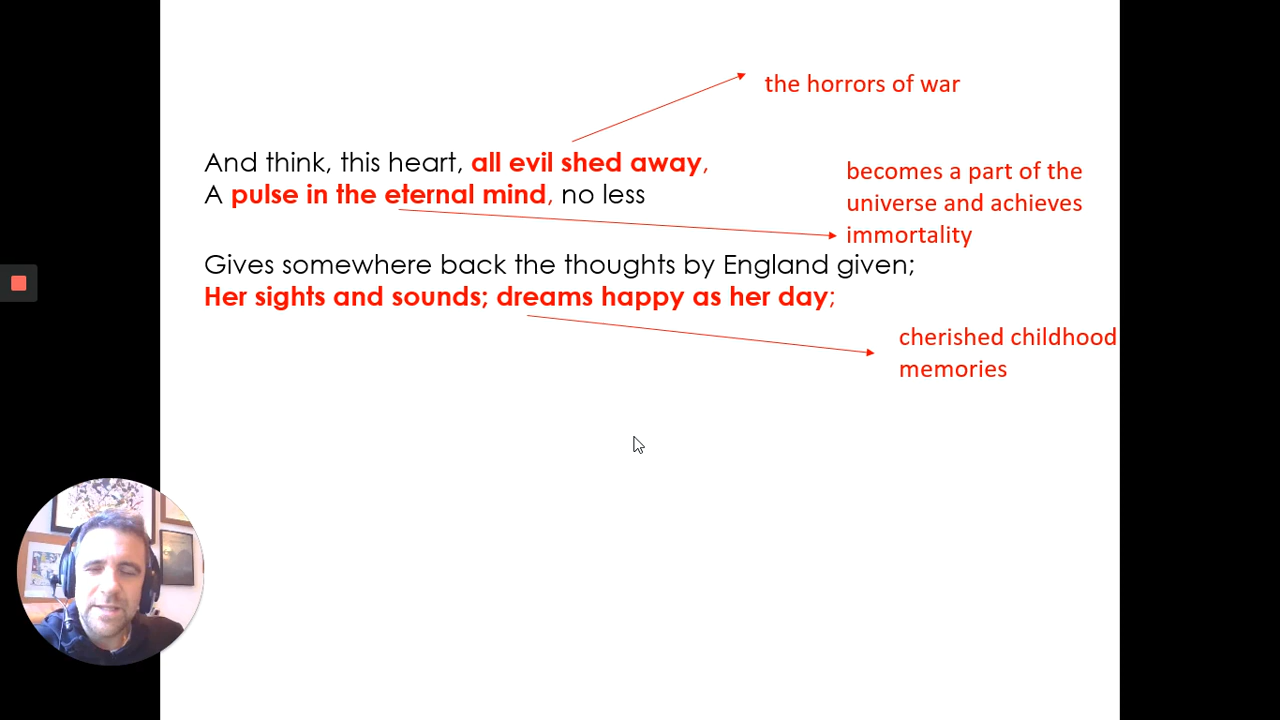 the horrors of war
And think, this heart, all evil shed away,
A pulse in the eternal mind, no less
becomes a part of the
universe and achieves
immortality
Gives somewhere back the thoughts by England given;
Her sights and sounds; dreams happy as her day;
cherished childhood
memories